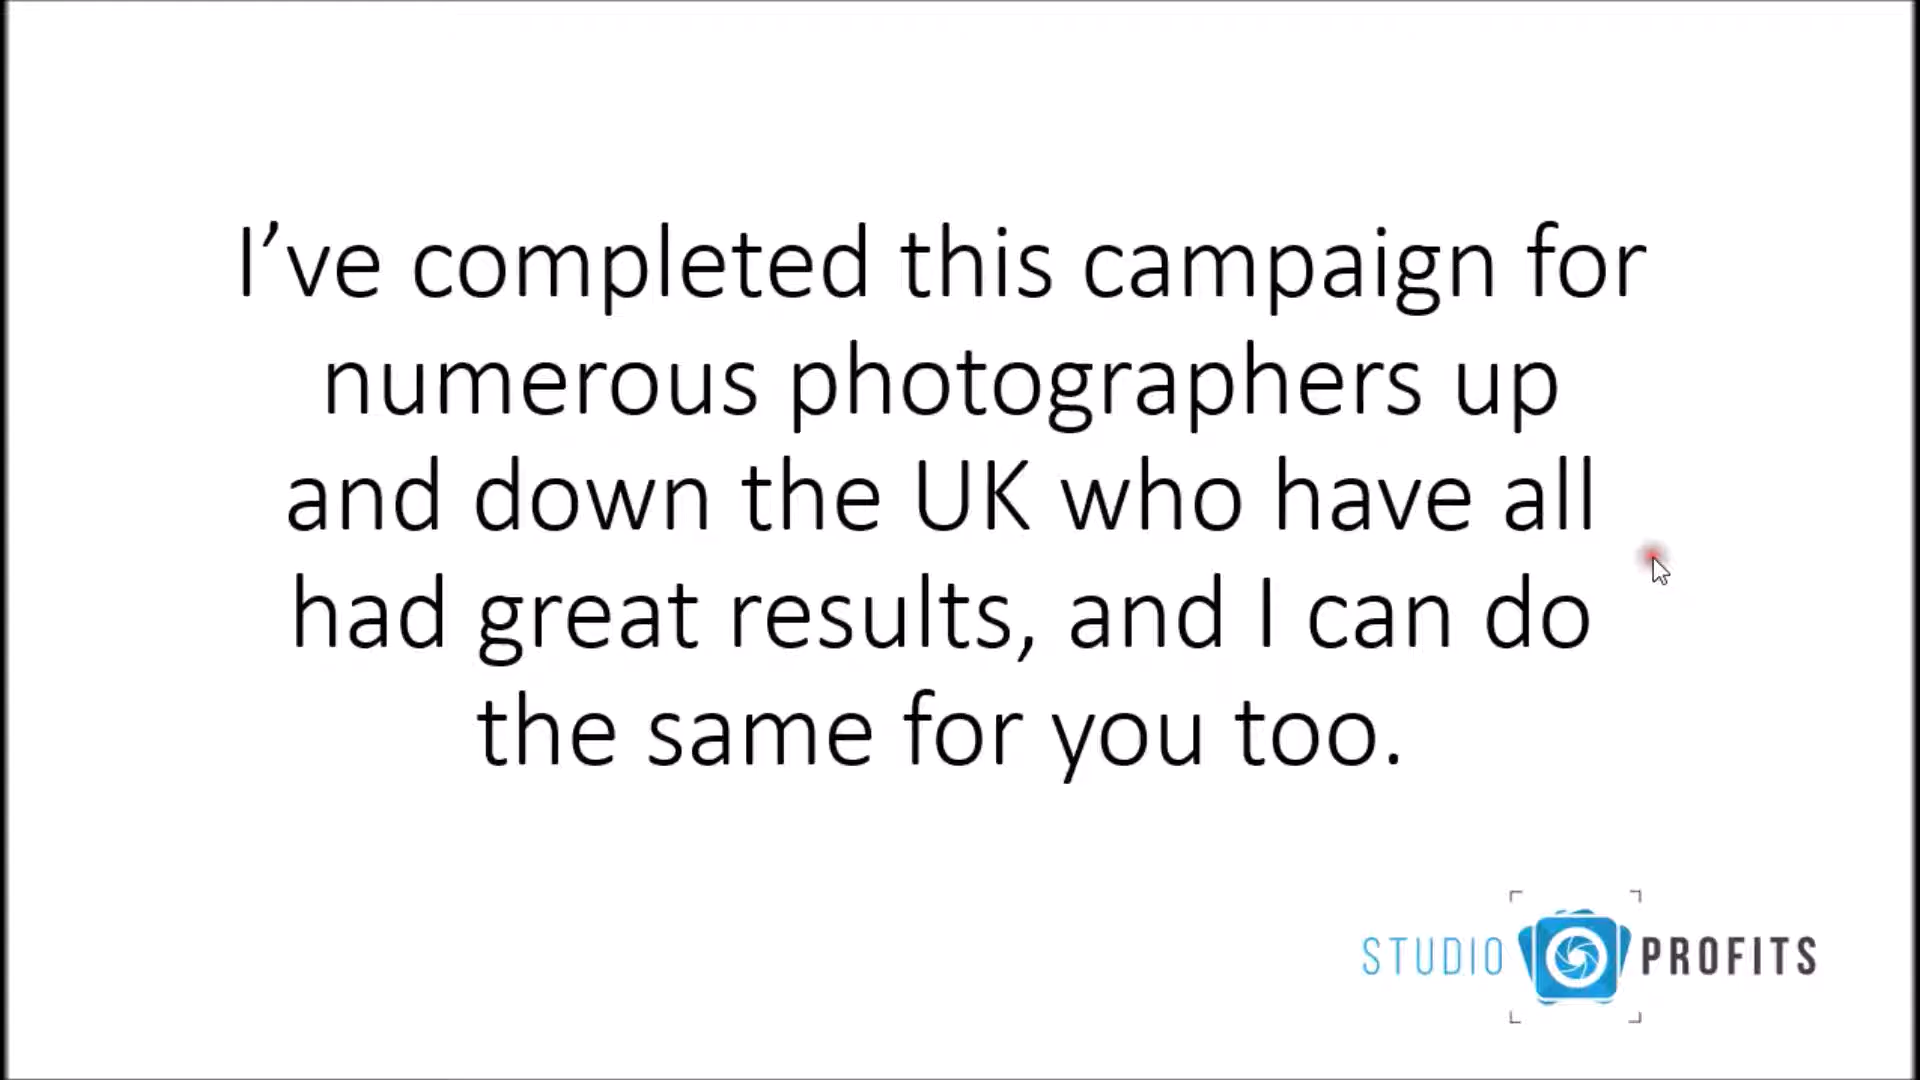 I’ve completed this campaign for
numerous photographers up
and down the UK who have all
had great results, and I can do
the same for you too.
STUDIO PROFITS